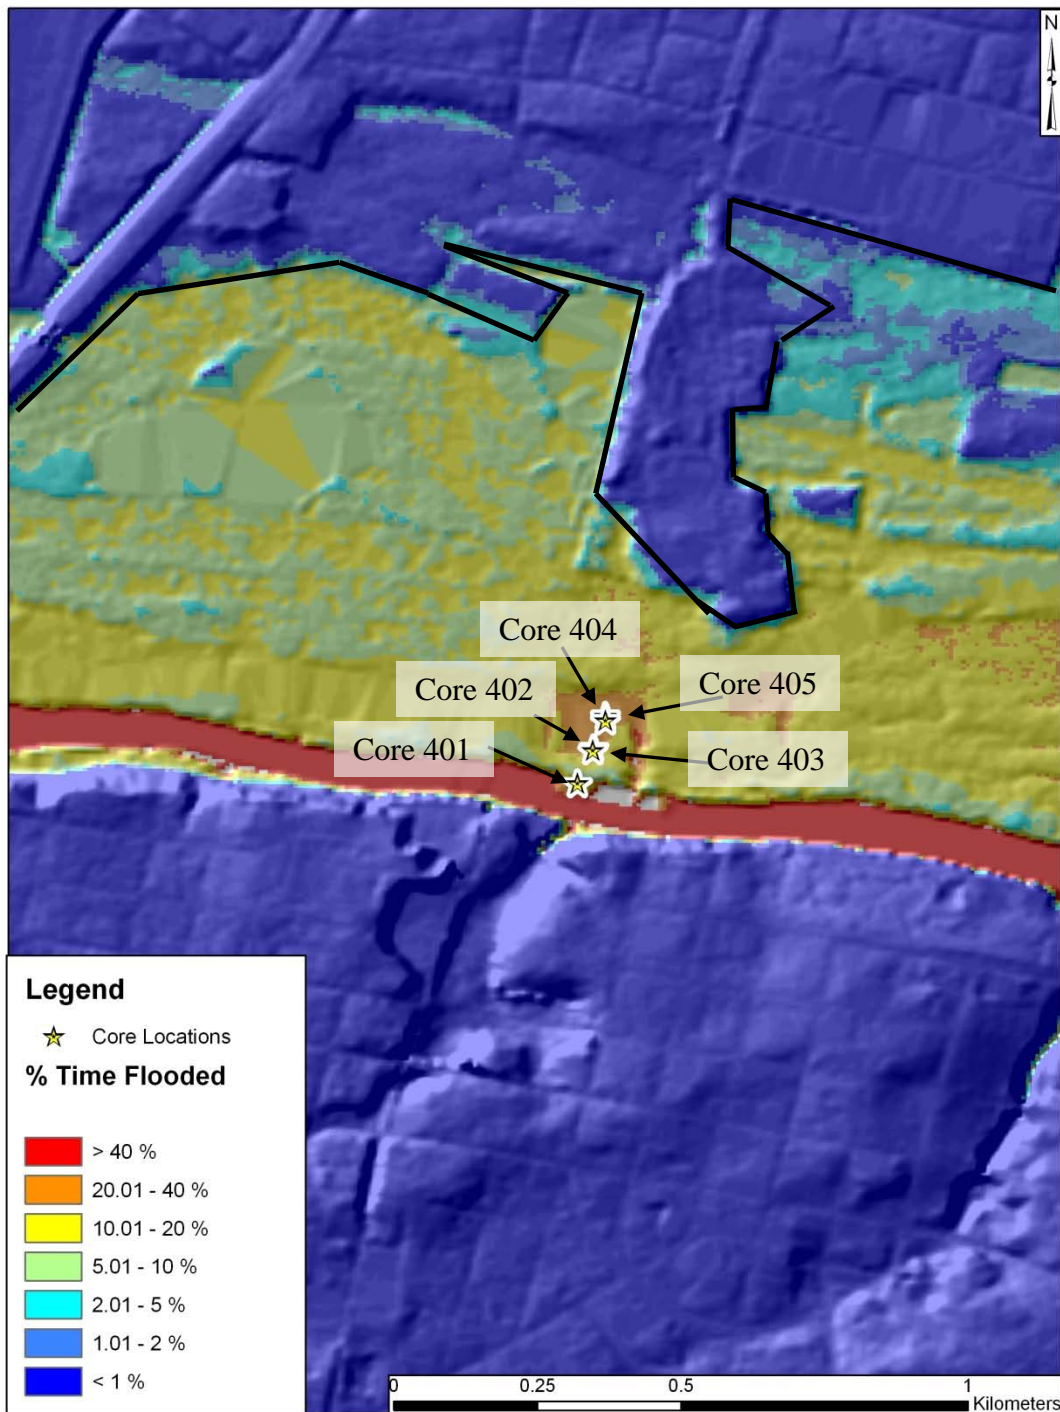 N
Core 404
Core 402
Core 405
Core 401
Core 403
Legend
Core Locations
% Time Flooded
> 40 %
20.01 - 40 %
10.01 - 20 %
5.01 - 10 %
2.01 - 5 %
1.01 - 2 %
< 1 %
0 0.25 0.5 1
Kilometers